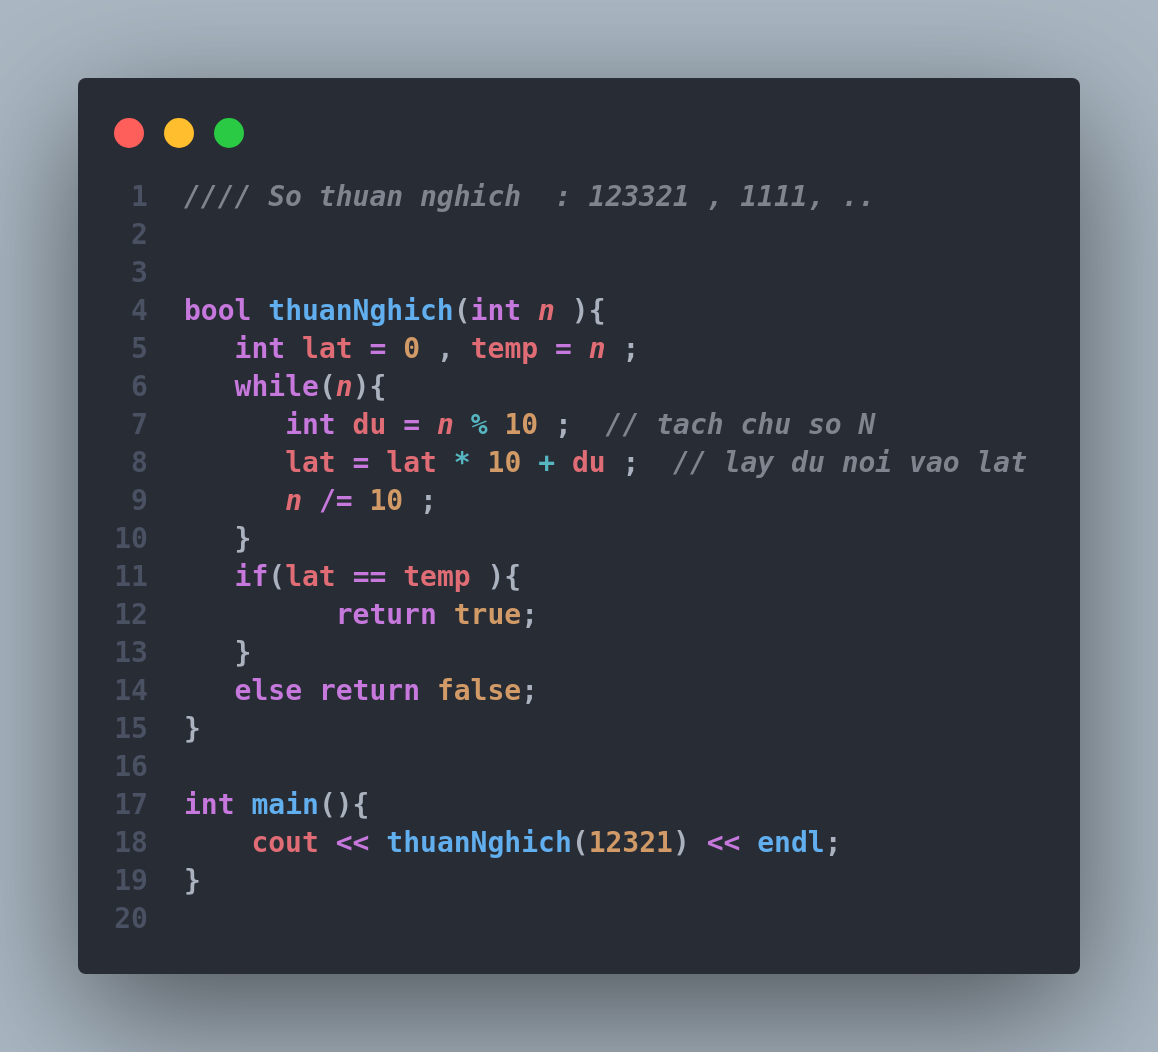 1 //// So thuan nghich  : 123321 , 1111, ..
2
3
4 bool thuanNghich(int n ){
5    int lat = 0 , temp = n ;
6    while(n){
7       int du = n % 10 ;  // tach chu so N
8       lat = lat * 10 + du ;  // lay du noi vao lat
9       n /= 10 ;
10    }
11    if(lat == temp ){
12          return true;
13    }
14    else return false;
15 }
16
17 int main(){
18     cout << thuanNghich(12321) << endl;
19 }
20